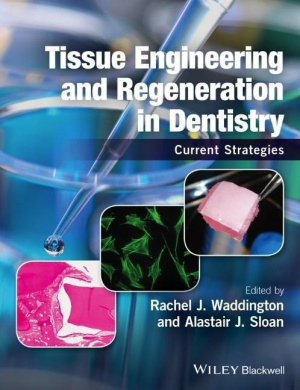 Tissue Engineering
and Regeneration
in Dentistry
Current Strategies
Edited by
Rachel J. Waddington
and Alastair J. Sloan
WILEY Blackwell